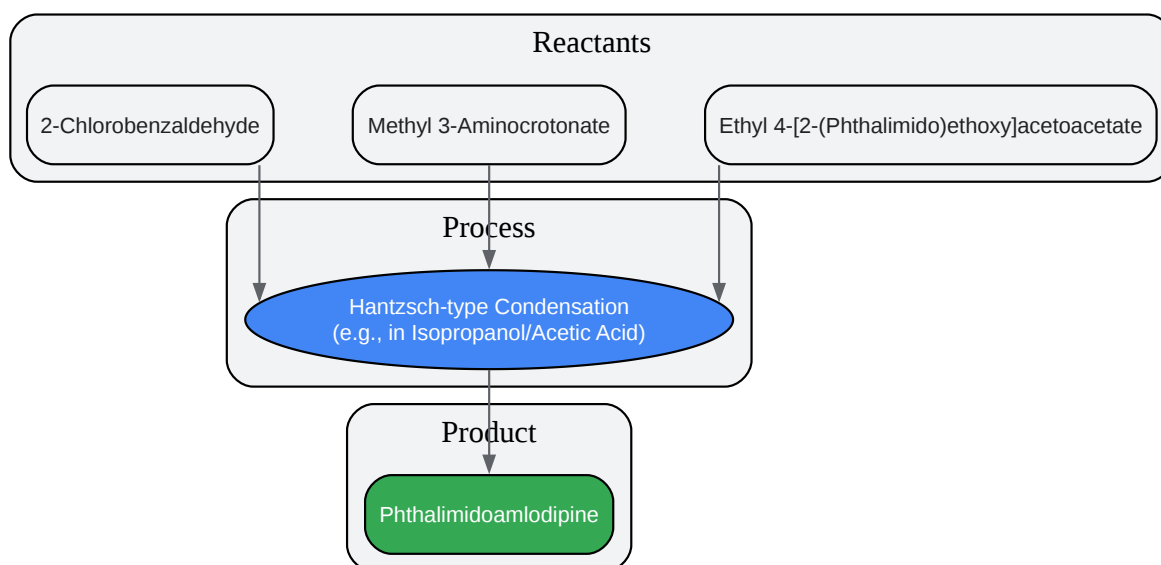 Reactants
2-Chlorobenzaldehyde
Methyl 3-Aminocrotonate
Ethyl 4-[2-(Phthalimido)ethoxy]acetoacetate
Process
Hantzsch-type Condensation
(e.g., in Isopropanol/Acetic Acid)
Product
Phthalimidoamlodipine